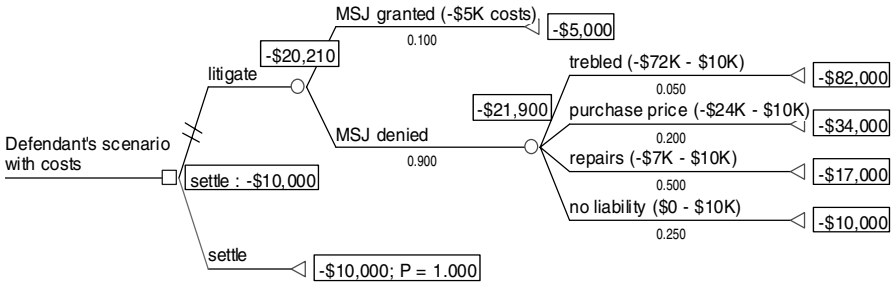 MSJ granted (-$5K costs)
0.100
-$5,000
-$20,210
litigate
trebled (-$72K - $10K)
0.050
-$82,000
-$21,900
purchase price (-$24K - $10K)
0.200
-$34,000
MSJ denied
0.900
repairs (-$7K - $10K)
0.500
-$17,000
no liability ($0 - $10K)
0.250
-$10,000
Defendant's scenario
with costs
settle : -$10,000
settle
-$10,000; P = 1.000